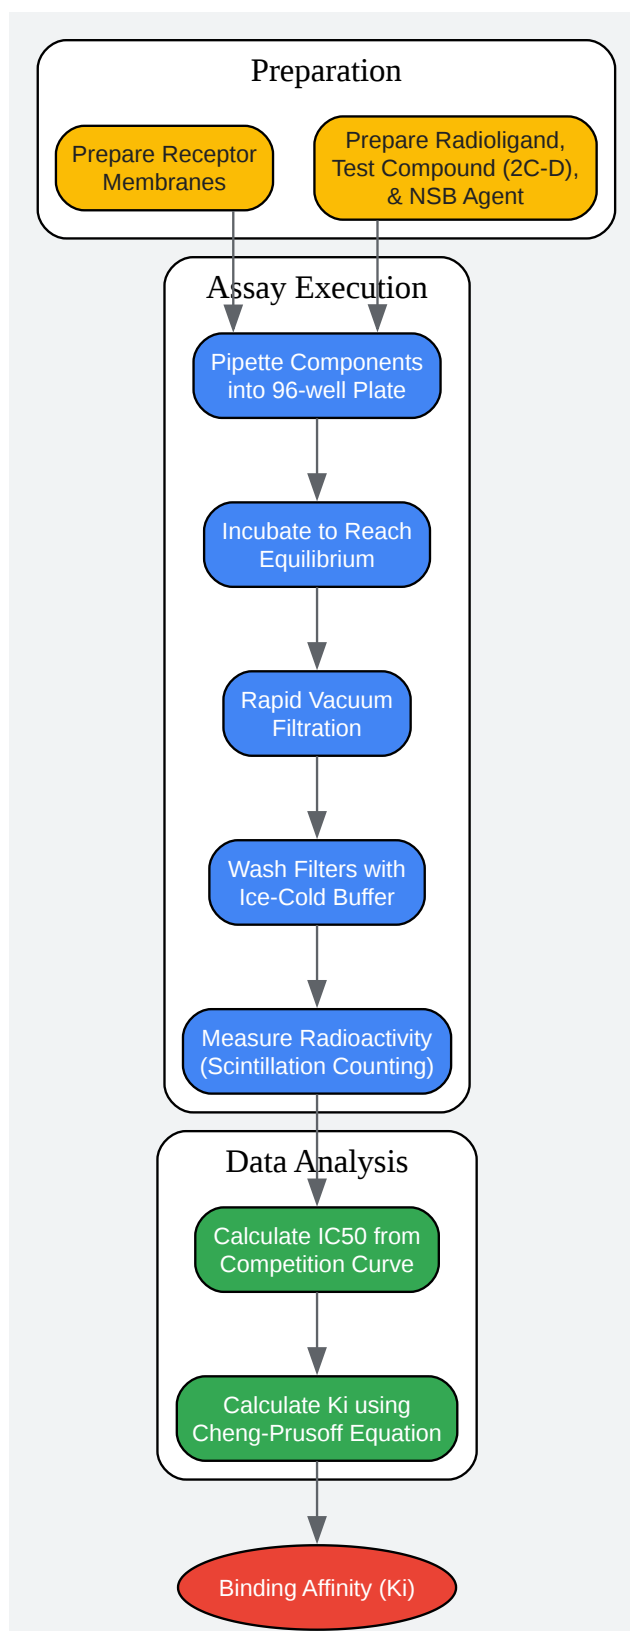 Preparation
Prepare Receptor
Membranes
Prepare Radioligand,
Test Compound (2C-D),
& NSB Agent
Assay Execution
Pipette Components
into 96-well Plate
Incubate to Reach
Equilibrium
Rapid Vacuum
Filtration
Wash Filters with
Ice-Cold Buffer
Measure Radioactivity
(Scintillation Counting)
Data Analysis
Calculate IC50 from
Competition Curve
Calculate Ki using
Cheng-Prusoff Equation
Binding Affinity (Ki)